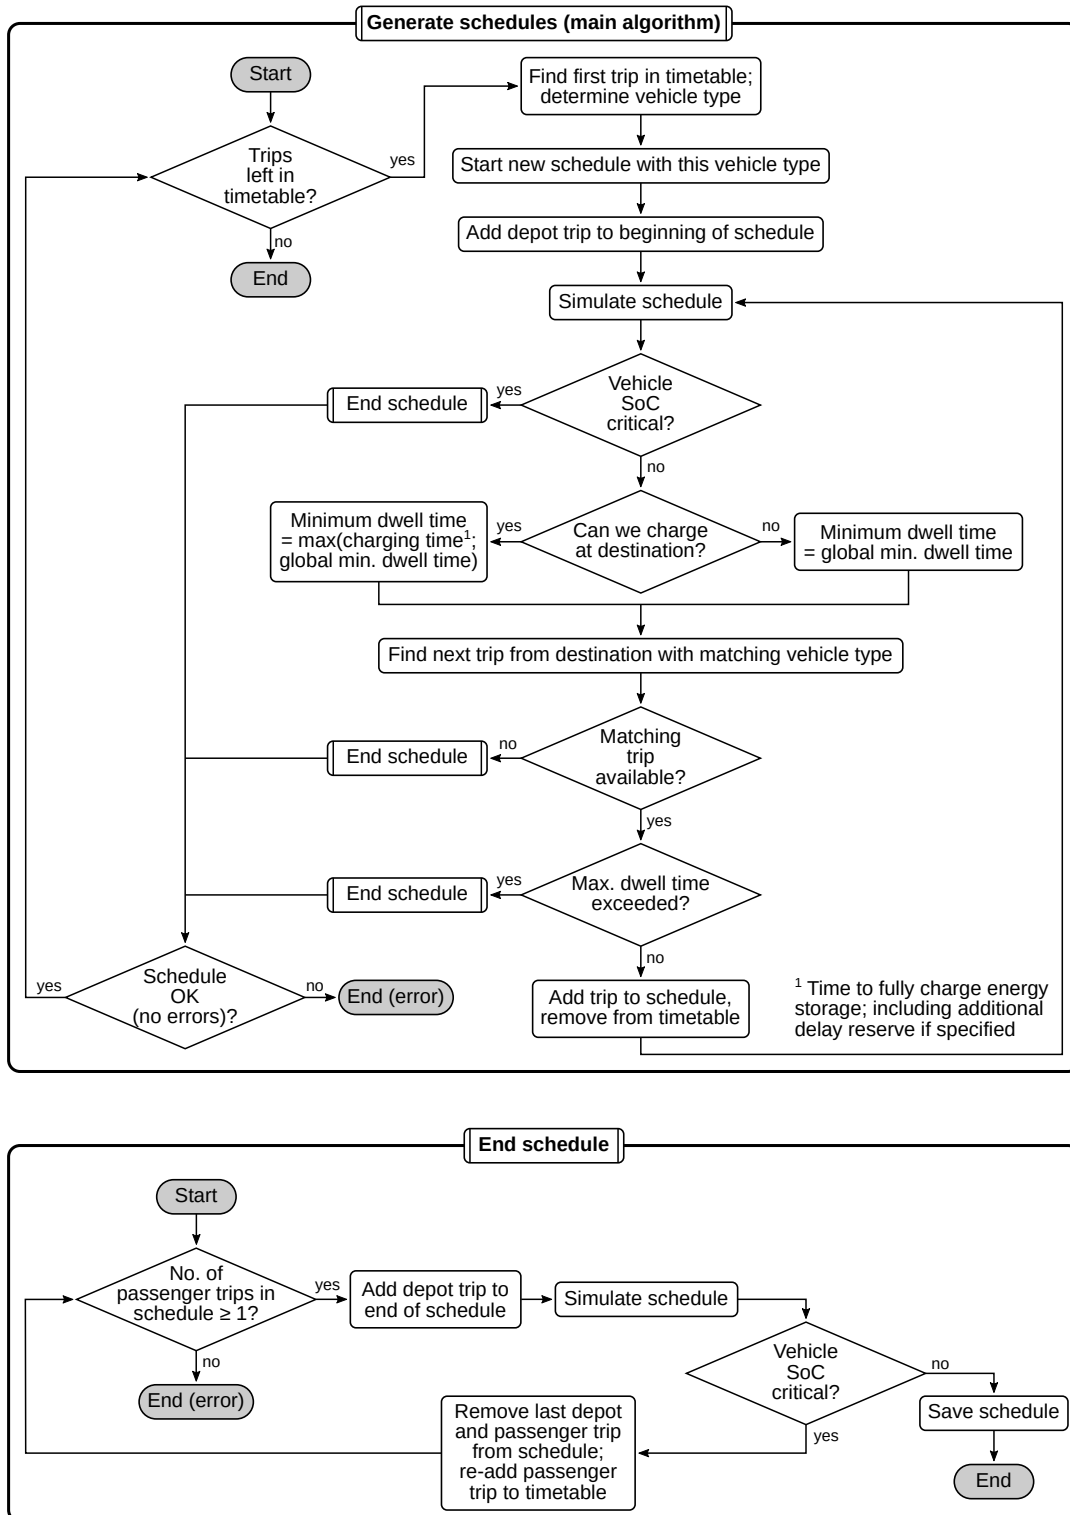 Generate schedules (main algorithm)
Start
Find first trip in timetable;
determine vehicle type
Trips
left in
timetable?
yes
Start new schedule with this vehicle type
Add depot trip to beginning of schedule
no
End
Simulate schedule
Vehicle
SoC
critical?
yes
End schedule
no
Minimum dwell time
= max(charging time¹;
global min. dwell time)
yes
Can we charge
at destination?
no
Minimum dwell time
= global min. dwell time
Find next trip from destination with matching vehicle type
End schedule
no
Matching
trip
available?
yes
End schedule
yes
Max. dwell time
exceeded?
no
yes
Schedule
OK
(no errors)?
no
End (error)
Add trip to schedule,
remove from timetable
¹ Time to fully charge energy
storage; including additional
delay reserve if specified
End schedule
Start
No. of
passenger trips in
schedule ≥ 1?
yes
Add depot trip to
end of schedule
Simulate schedule
no
End (error)
Vehicle
SoC
critical?
no
Save schedule
yes
Remove last depot
and passenger trip
from schedule;
re-add passenger
trip to timetable
End